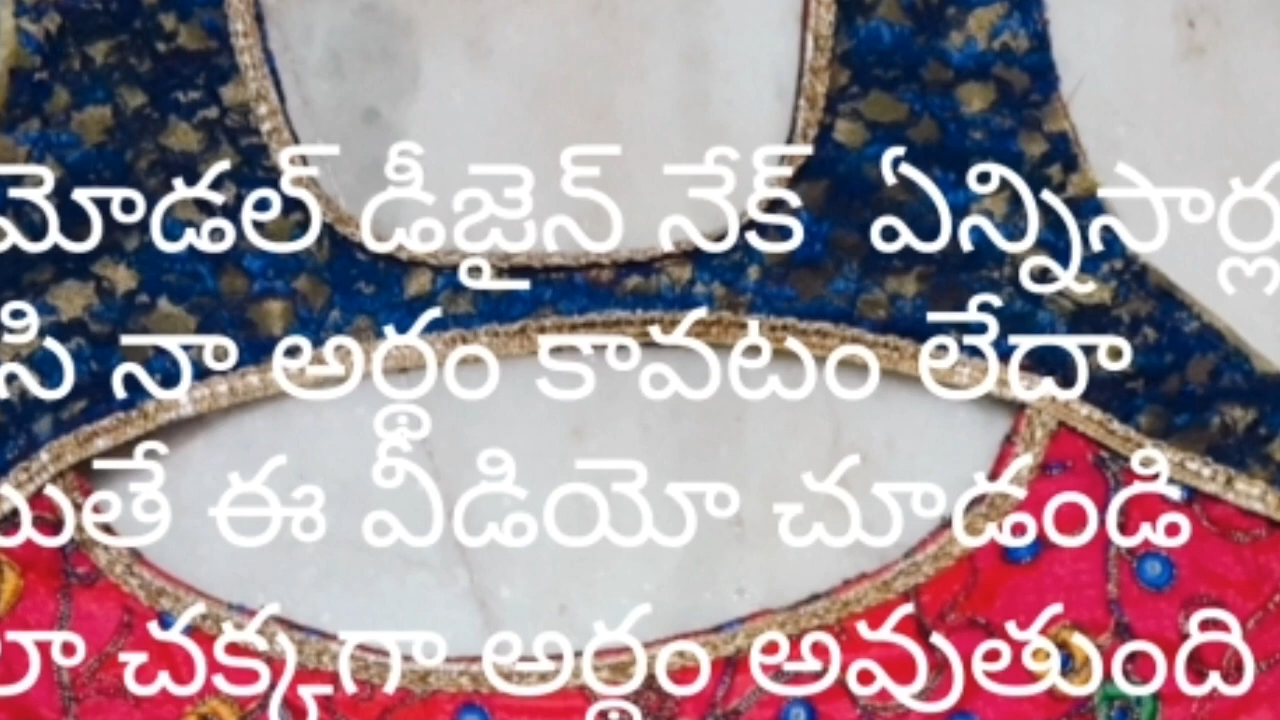 మోడల్ డీజైన్ నేక్ ఏన్నిసార్ల
సి నా అర్థం కావటం లేదా
యితే ఈ వీడియో చూడండి
లా చక్కగా అర్థం అవుతుంది